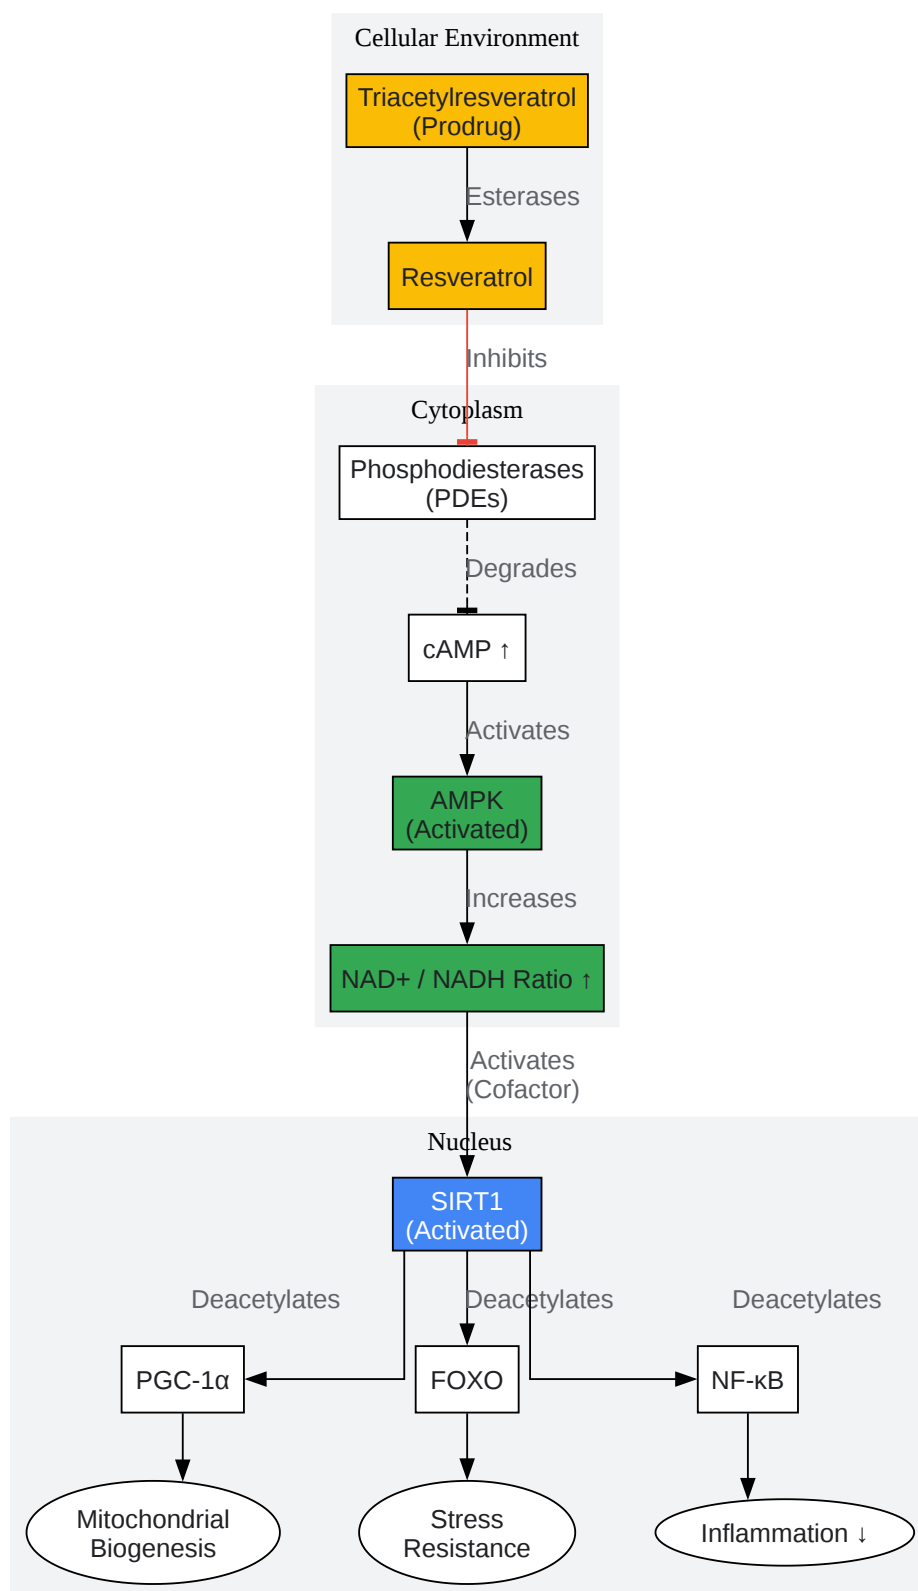 Cellular Environment
Triacetylresveratrol
(Prodrug)
Esterases
Resveratrol
Inhibits
Cytoplasm
Phosphodiesterases
(PDEs)
Degrades
cAMP ↑
Activates
AMPK
(Activated)
Increases
NAD+ / NADH Ratio ↑
Activates
(Cofactor)
Nucleus
SIRT1
(Activated)
Deacetylates
Deacetylates
Deacetylates
PGC-1α
FOXO
NF-κB
Mitochondrial
Biogenesis
Stress
Resistance
Inflammation ↓